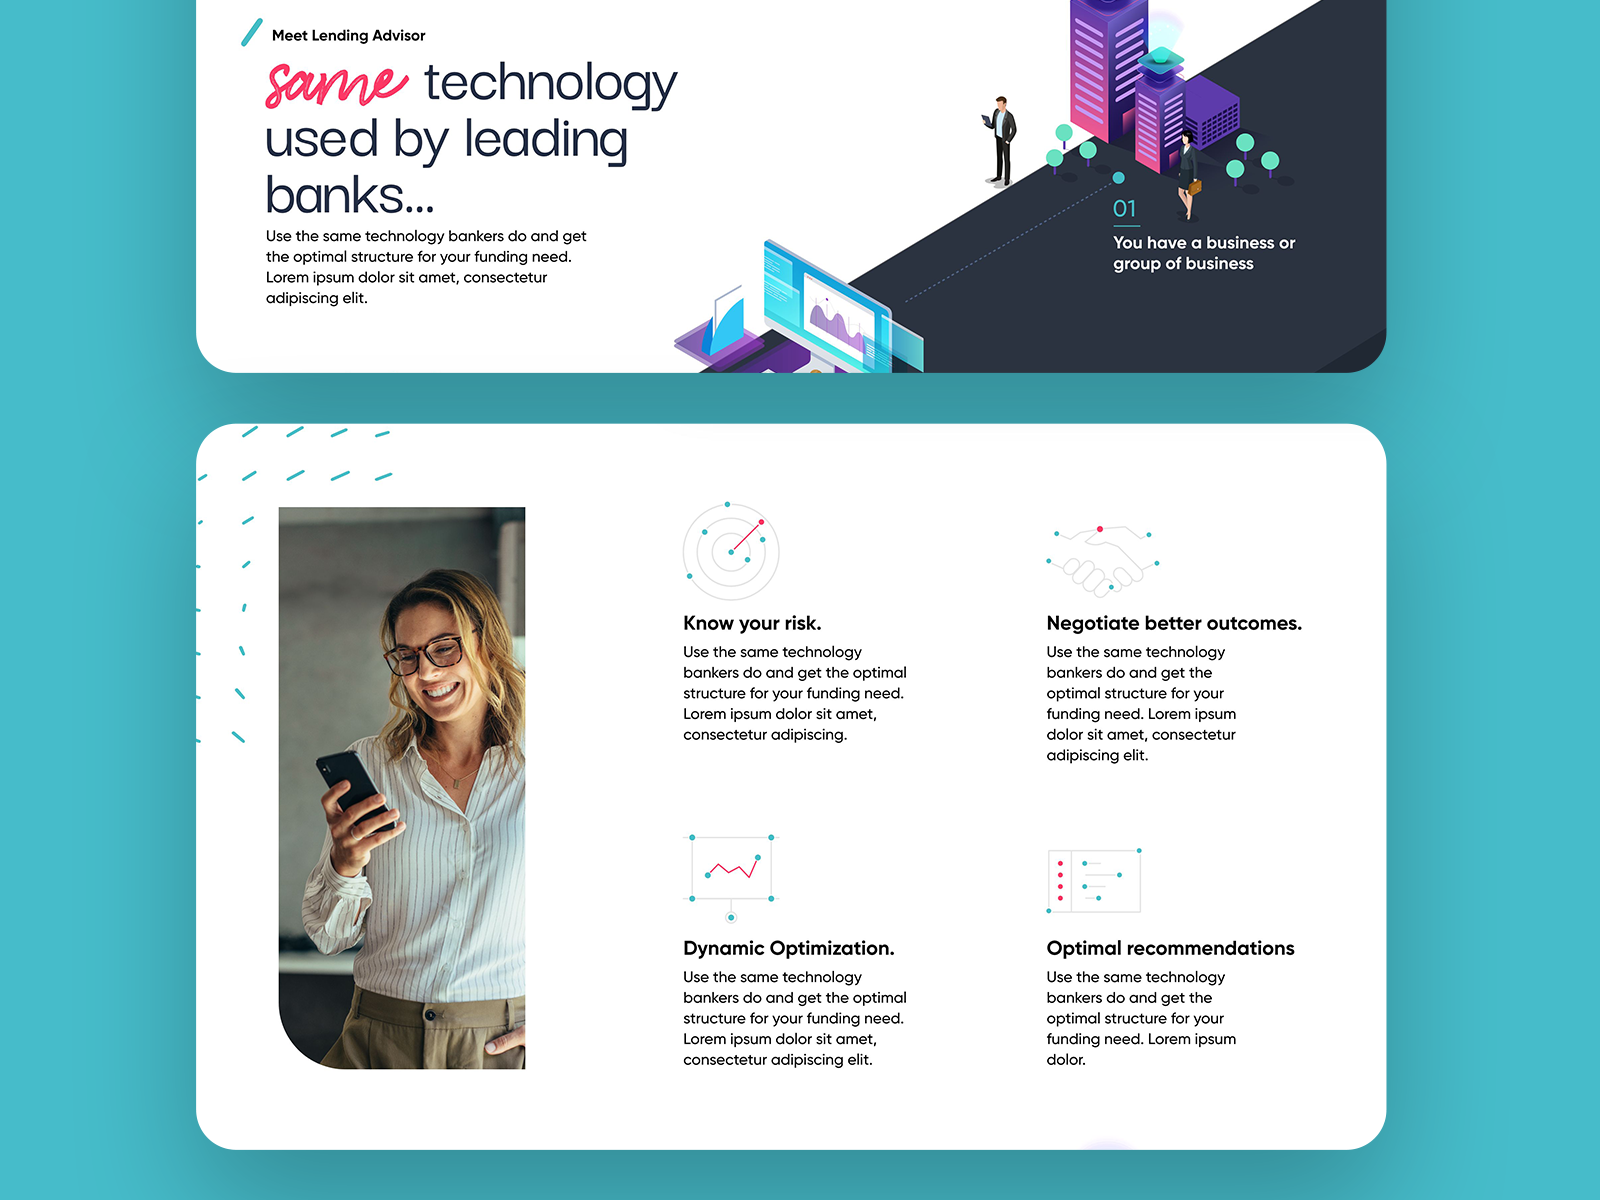 Meet Lending Advisor
same technology
used by leading
banks...
Use the same technology bankers do and get
the optimal structure for your funding need.
Lorem ipsum dolor sit amet, consectetur
adipiscing elit.
01
You have a business or
group of business
Know your risk.
Use the same technology
bankers do and get the optimal
structure for your funding need.
Lorem ipsum dolor sit amet,
consectetur adipiscing.
Negotiate better outcomes.
Use the same technology
bankers do and get the
optimal structure for your
funding need. Lorem ipsum
dolor sit amet, consectetur
adipiscing elit.
Dynamic Optimization.
Use the same technology
bankers do and get the optimal
structure for your funding need.
Lorem ipsum dolor sit amet,
consectetur adipiscing elit.
Optimal recommendations
Use the same technology
bankers do and get the
optimal structure for your
funding need. Lorem ipsum
dolor.